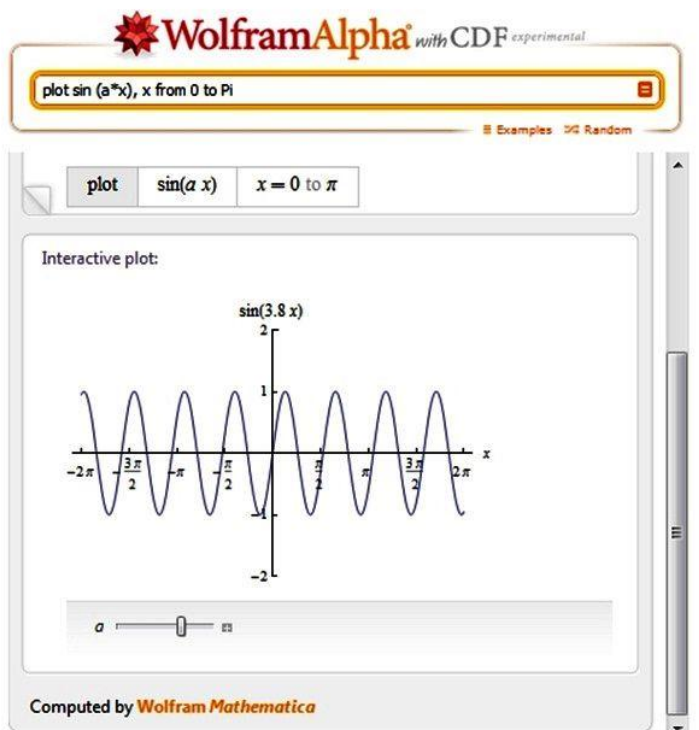 WolframAlpha with CDF experimental
plot sin (a*x), x from 0 to Pi
Examples Random
plot sin(a x) x = 0 to π
Interactive plot:
sin(3.8 x)
2
1
x
-2π -3π/2 -π -π/2 π/2 π 3π/2 2π
-1
-2
a
Computed by Wolfram Mathematica